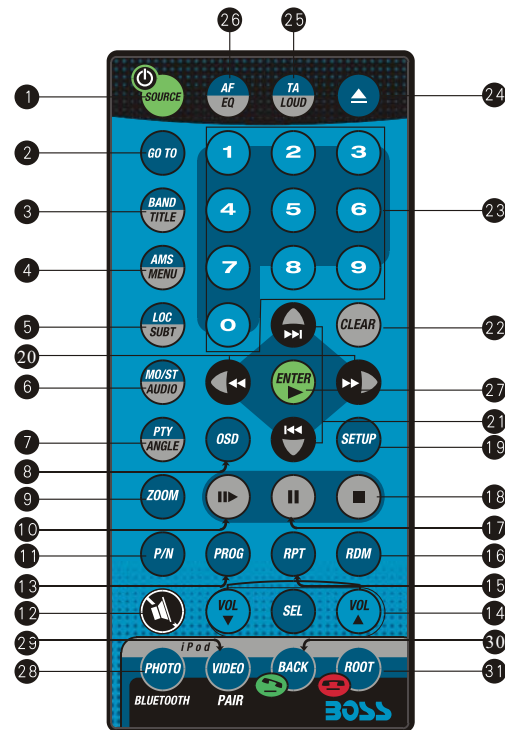 26 25
1 SOURCE AF EQ TA LOUD 24
2 GO TO 1 2 3
3 BAND TITLE 4 5 6 23
4 AMS MENU 7 8 9
5 LOC SUBT 0 CLEAR 22
20
6 MO/ST AUDIO ENTER 27
21
7 PTY ANGLE OSD SETUP 19
8
9 ZOOM 18
10 17
11 P/N PROG RPT RDM 16
13 15
12 VOL SEL VOL 14
29 iPod 30
28 PHOTO VIDEO BACK ROOT 31
BLUETOOTH PAIR BOSS